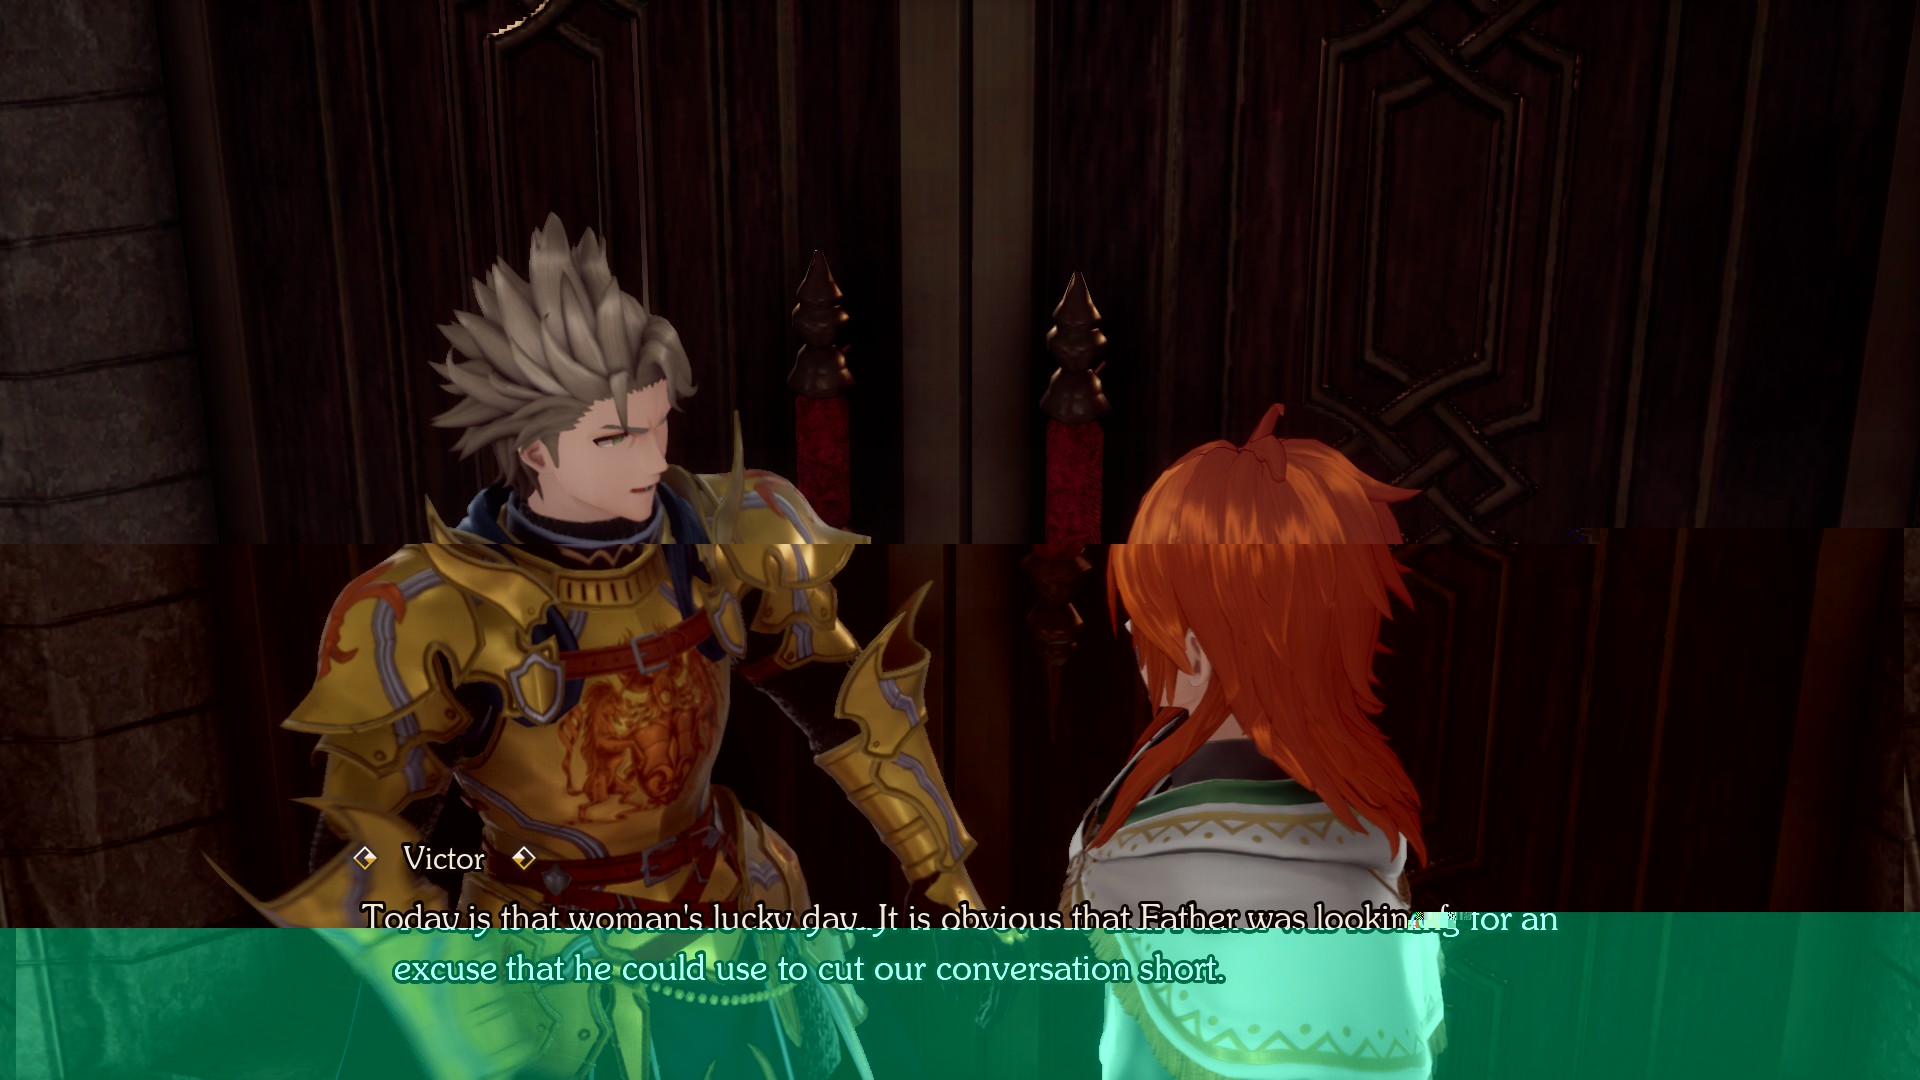 Victor
Today is that woman's lucky day. It is obvious that Father was looking for an
excuse that he could use to cut our conversation short.